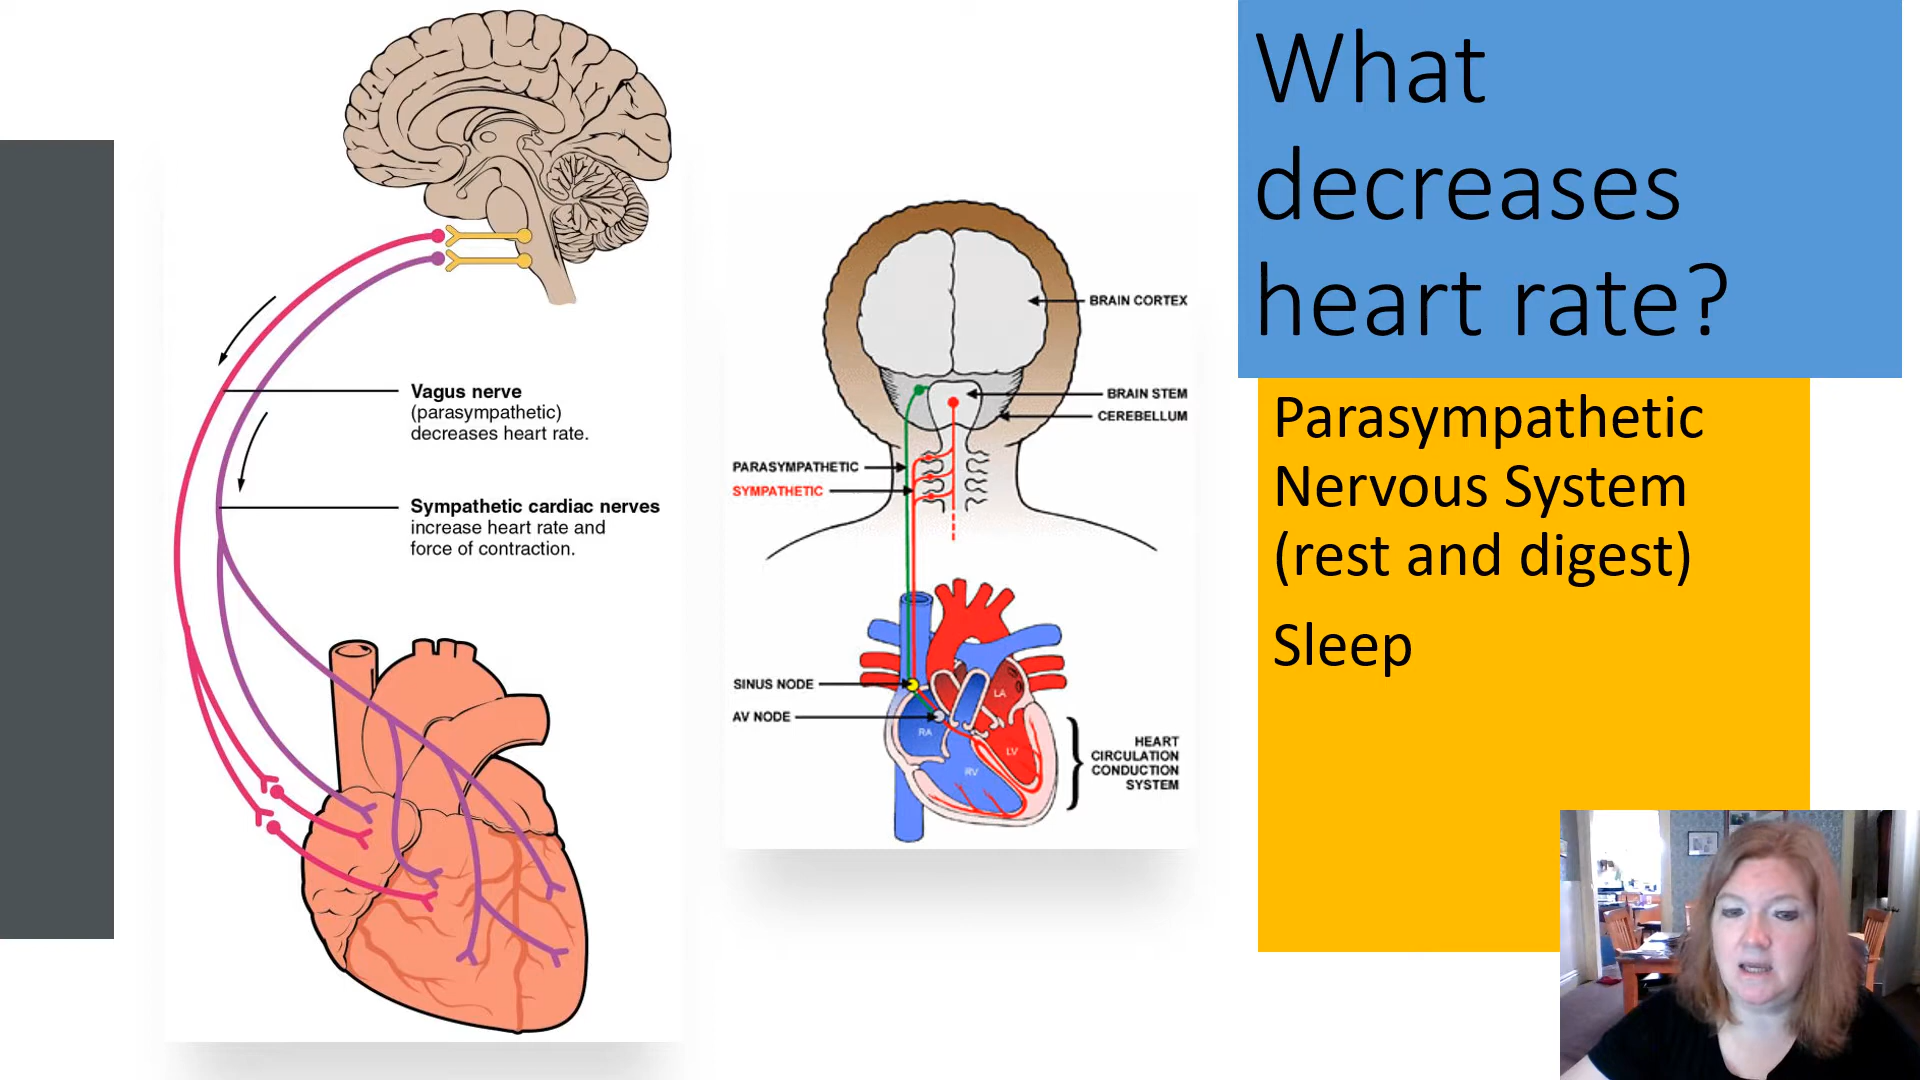 What
decreases
heart rate?
Parasympathetic
Nervous System
(rest and digest)
Sleep
Vagus nerve
(parasympathetic)
decreases heart rate.
Sympathetic cardiac nerves
increase heart rate and
force of contraction.
BRAIN CORTEX
BRAIN STEM
CEREBELLUM
PARASYMPATHETIC
SYMPATHETIC
SINUS NODE
AV NODE
LA
RA
LV
RV
HEART
CIRCULATION
CONDUCTION
SYSTEM